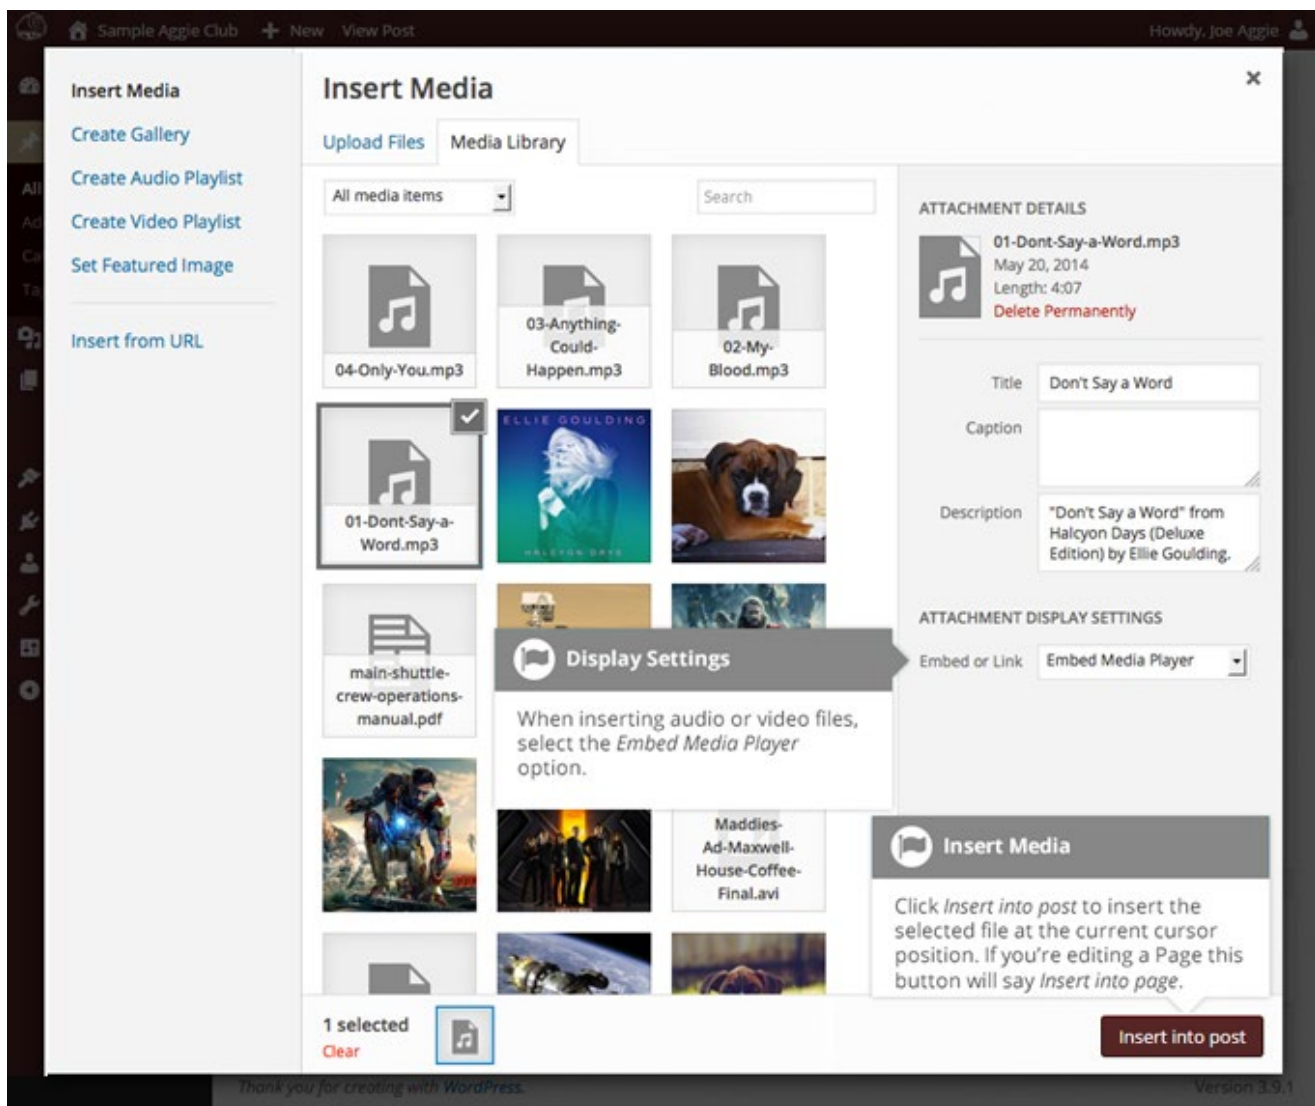 Sample Aggie Club
New
View Post
Howdy, Joe Aggie
Insert Media
Create Gallery
Create Audio Playlist
Create Video Playlist
Set Featured Image
Insert from URL
Insert Media
Upload Files
Media Library
All media items
Search
04-Only-You.mp3
03-Anything-
Could-
Happen.mp3
02-My-
Blood.mp3
01-Dont-Say-a-
Word.mp3
ELLIE GOULDING
HALCYON DAYS
main-shuttle-
crew-operations-
manual.pdf
Maddies-
Ad-Maxwell-
House-Coffee-
Final.avi
Display Settings
When inserting audio or video files,
select the Embed Media Player
option.
ATTACHMENT DETAILS
01-Dont-Say-a-Word.mp3
May 20, 2014
Length: 4:07
Delete Permanently
Title
Don't Say a Word
Caption
Description
"Don't Say a Word" from
Halcyon Days (Deluxe
Edition) by Ellie Goulding.
ATTACHMENT DISPLAY SETTINGS
Embed or Link
Embed Media Player
Insert Media
Click Insert into post to insert the
selected file at the current cursor
position. If you're editing a Page this
button will say Insert into page.
1 selected
Clear
Insert into post
All
Ad
Ca
Ta
Thank you for creating with WordPress.
Version 3.9.1